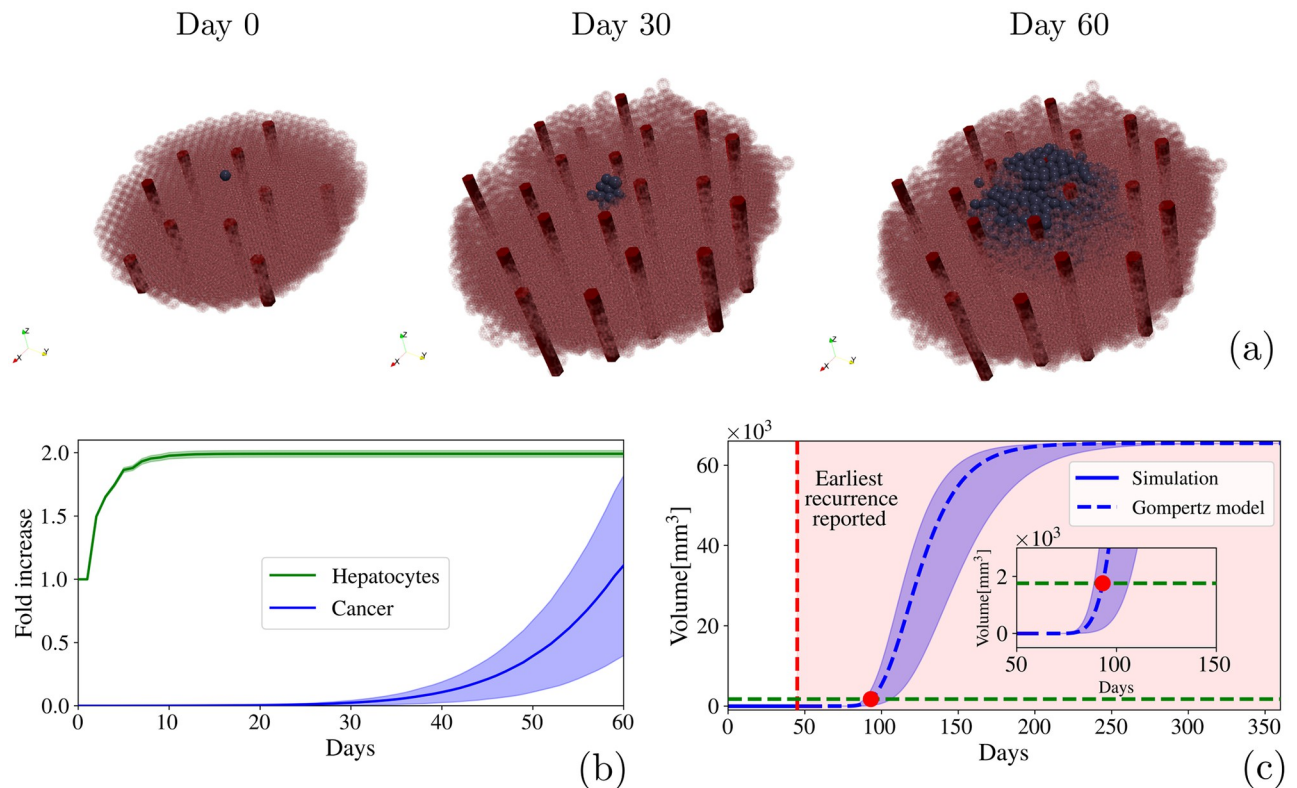 Day 0
Day 30
Day 60
Z
X
Y
Z
X
Y
Z
X
Y
(a)
Fold increase
2.0
1.5
1.0
0.5
0.0
Hepatocytes
Cancer
0
10
20
30
40
50
60
Days
(b)
×10³
Volume[mm³]
60
40
20
0
Earliest
recurrence
reported
Simulation
Gompertz model
×10³
Volume[mm³]
2
0
50
100
150
Days
0
50
100
150
200
250
300
350
Days
(c)